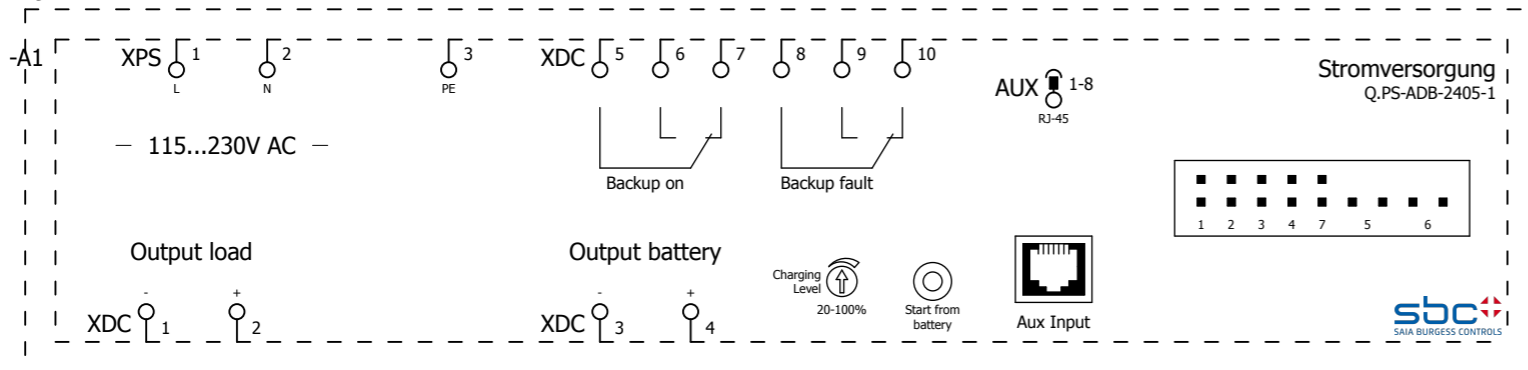 -A1
XPS 1 2 3 XDC 5 6 7 8 9 10
L N PE
AUX 1-8
RJ-45
Stromversorgung
Q.PS-ADB-2405-1
115...230V AC
Backup on Backup fault
1 2 3 4 7 5 6
Output load Output battery
- + - +
XDC 1 2 XDC 3 4
Charging
Level
20-100%
Start from
battery
Aux Input
sbc
SAIA BURGESS CONTROLS